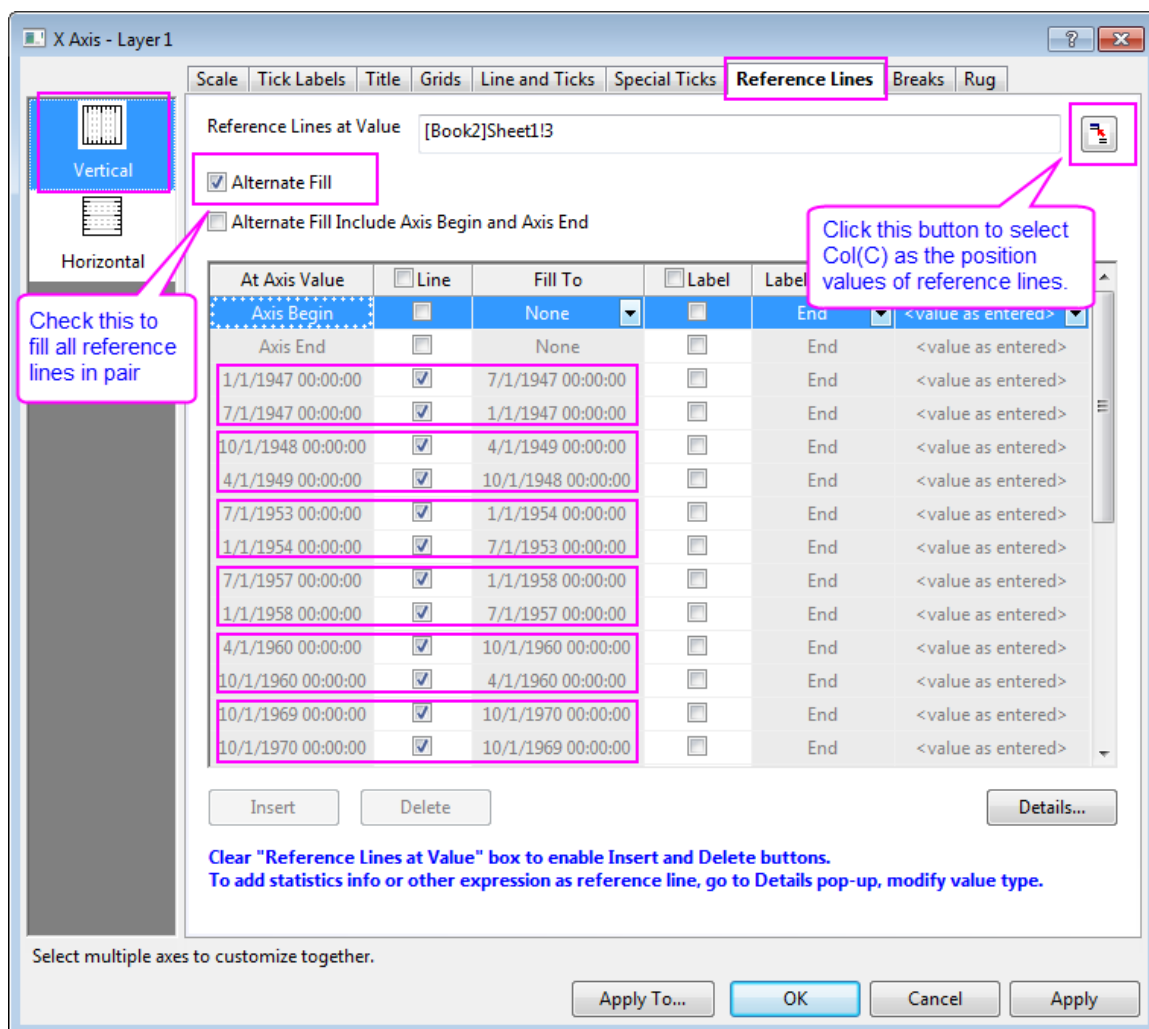 X Axis - Layer 1
Scale Tick Labels Title Grids Line and Ticks Special Ticks Reference Lines Breaks Rug
Vertical
Horizontal
Reference Lines at Value [Book2]Sheet1!3
Alternate Fill
Alternate Fill Include Axis Begin and Axis End
Click this button to select
Col(C) as the position
values of reference lines.
Check this to
fill all reference
lines in pair
At Axis Value Line Fill To Label Label
Axis Begin None End <value as entered>
Axis End None End <value as entered>
1/1/1947 00:00:00 7/1/1947 00:00:00 End <value as entered>
7/1/1947 00:00:00 1/1/1947 00:00:00 End <value as entered>
10/1/1948 00:00:00 4/1/1949 00:00:00 End <value as entered>
4/1/1949 00:00:00 10/1/1948 00:00:00 End <value as entered>
7/1/1953 00:00:00 1/1/1954 00:00:00 End <value as entered>
1/1/1954 00:00:00 7/1/1953 00:00:00 End <value as entered>
7/1/1957 00:00:00 1/1/1958 00:00:00 End <value as entered>
1/1/1958 00:00:00 7/1/1957 00:00:00 End <value as entered>
4/1/1960 00:00:00 10/1/1960 00:00:00 End <value as entered>
10/1/1960 00:00:00 4/1/1960 00:00:00 End <value as entered>
10/1/1969 00:00:00 10/1/1970 00:00:00 End <value as entered>
10/1/1970 00:00:00 10/1/1969 00:00:00 End <value as entered>
Insert Delete Details...
Clear "Reference Lines at Value" box to enable Insert and Delete buttons.
To add statistics info or other expression as reference line, go to Details pop-up, modify value type.
Select multiple axes to customize together.
Apply To... OK Cancel Apply